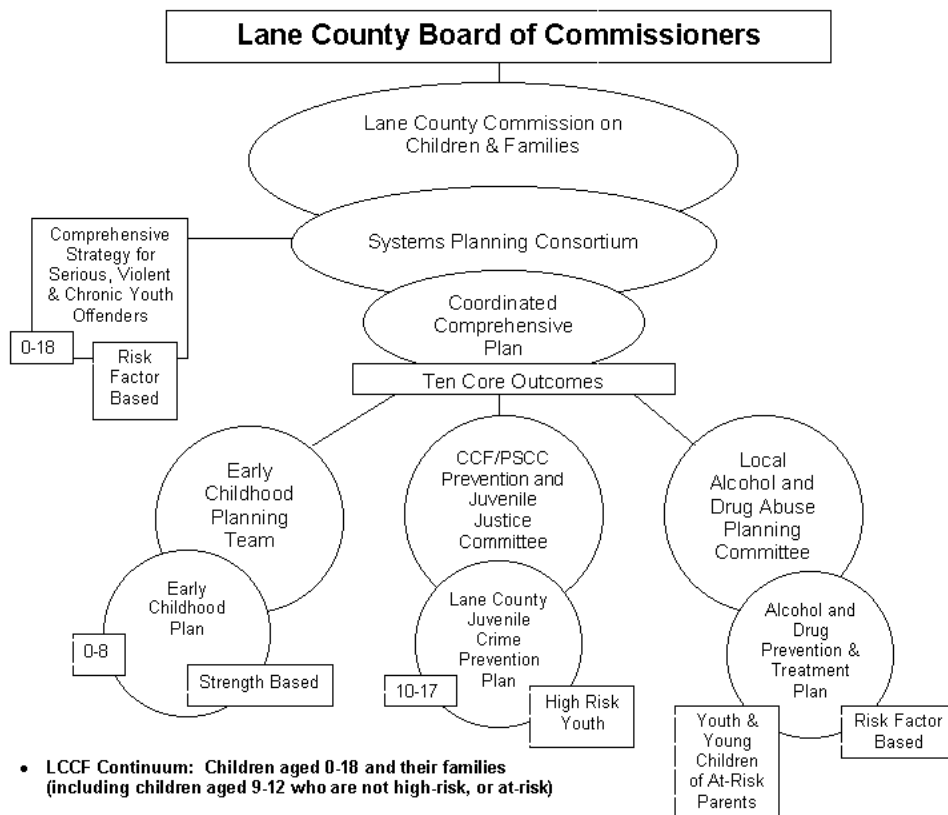 Lane County Board of Commissioners
Lane County Commission on
Children & Families
Systems Planning Consortium
Comprehensive
Strategy for
Serious, Violent
& Chronic Youth
Offenders
0-18
Risk
Factor
Based
Coordinated
Comprehensive
Plan
Ten Core Outcomes
Early
Childhood
Planning
Team
Early
Childhood
Plan
0-8
Strength Based
CCF/PSCC
Prevention and
Juvenile
Justice
Committee
Lane County
Juvenile
Crime
Prevention
Plan
10-17
High Risk
Youth
Local
Alcohol and
Drug Abuse
Planning
Committee
Alcohol and
Drug
Prevention &
Treatment
Plan
Youth &
Young
Children
of At-Risk
Parents
Risk Factor
Based
• LCCF Continuum: Children aged 0-18 and their families
(including children aged 9-12 who are not high-risk, or at-risk)